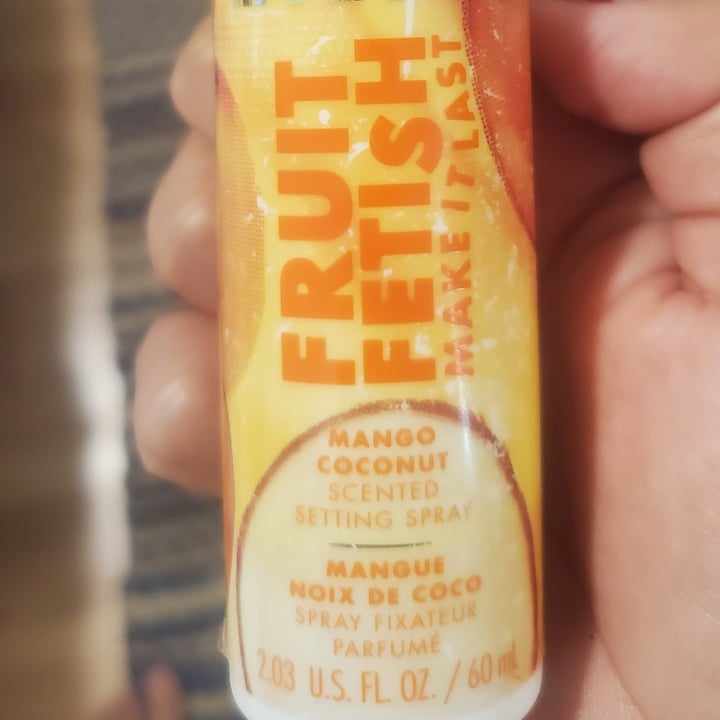 FRUIT
FETISH
MAKE IT LAST
MANGO
COCONUT
SCENTED
SETTING SPRAY
MANGUE
NOIX DE COCO
SPRAY FIXATEUR
PARFUMÉ
2.03 U.S. FL. OZ. / 60 mL